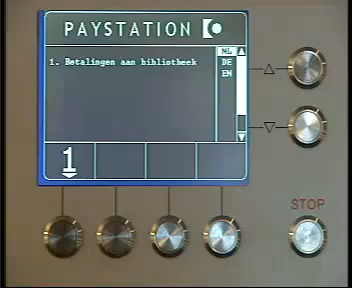 PAYSTATION
NL
1. Betalingen aan bibliotheek
DE
EN
1
STOP